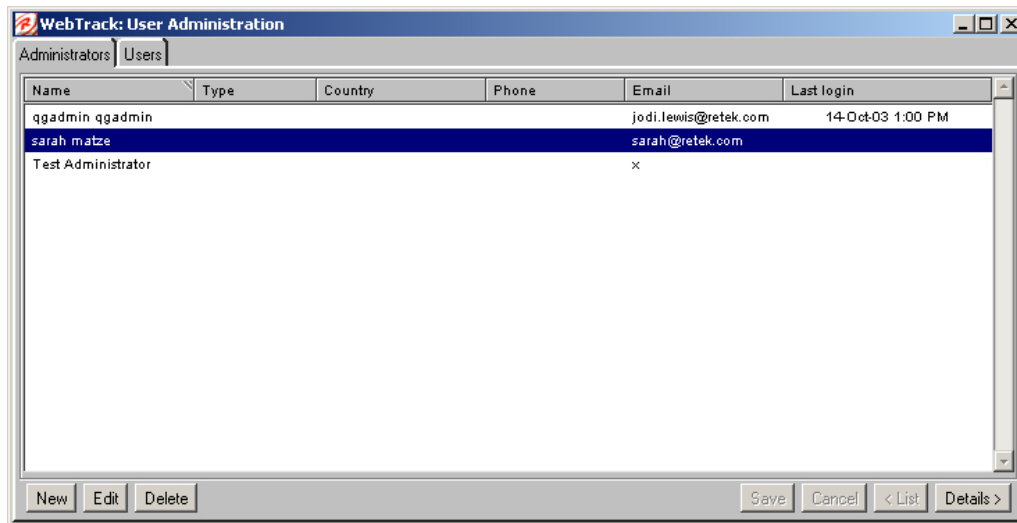 WebTrack: User Administration
Administrators Users
Name Type Country Phone Email Last login
qgadmin qgadmin jodi.lewis@retek.com 14-Oct-03 1:00 PM
sarah matze sarah@retek.com
Test Administrator x
New Edit Delete Save Cancel < List Details >